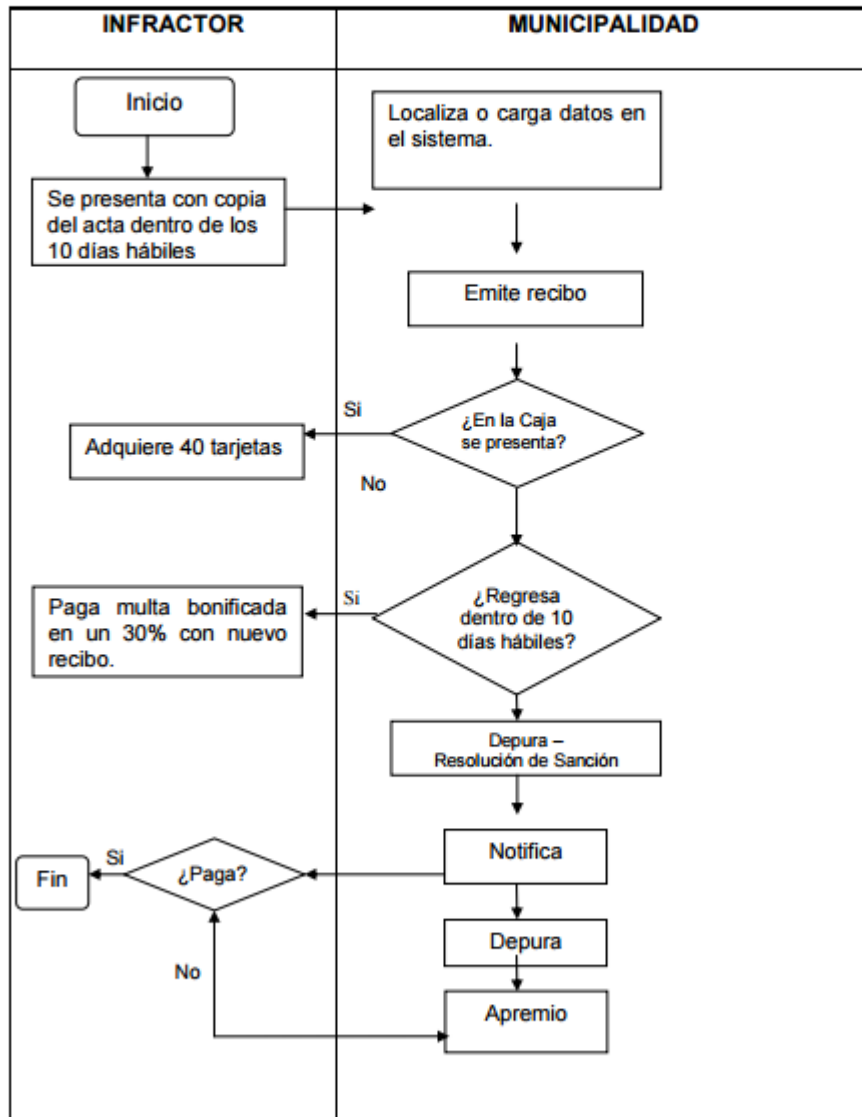 INFRACTOR
MUNICIPALIDAD
Inicio
Localiza o carga datos en
el sistema.
Se presenta con copia
del acta dentro de los
10 días hábiles
Emite recibo
¿En la Caja
se presenta?
Si
Adquiere 40 tarjetas
No
¿Regresa
dentro de 10
días hábiles?
Si
Paga multa bonificada
en un 30% con nuevo
recibo.
Depura –
Resolución de Sanción
Notifica
¿Paga?
Si
Fin
Depura
No
Apremio